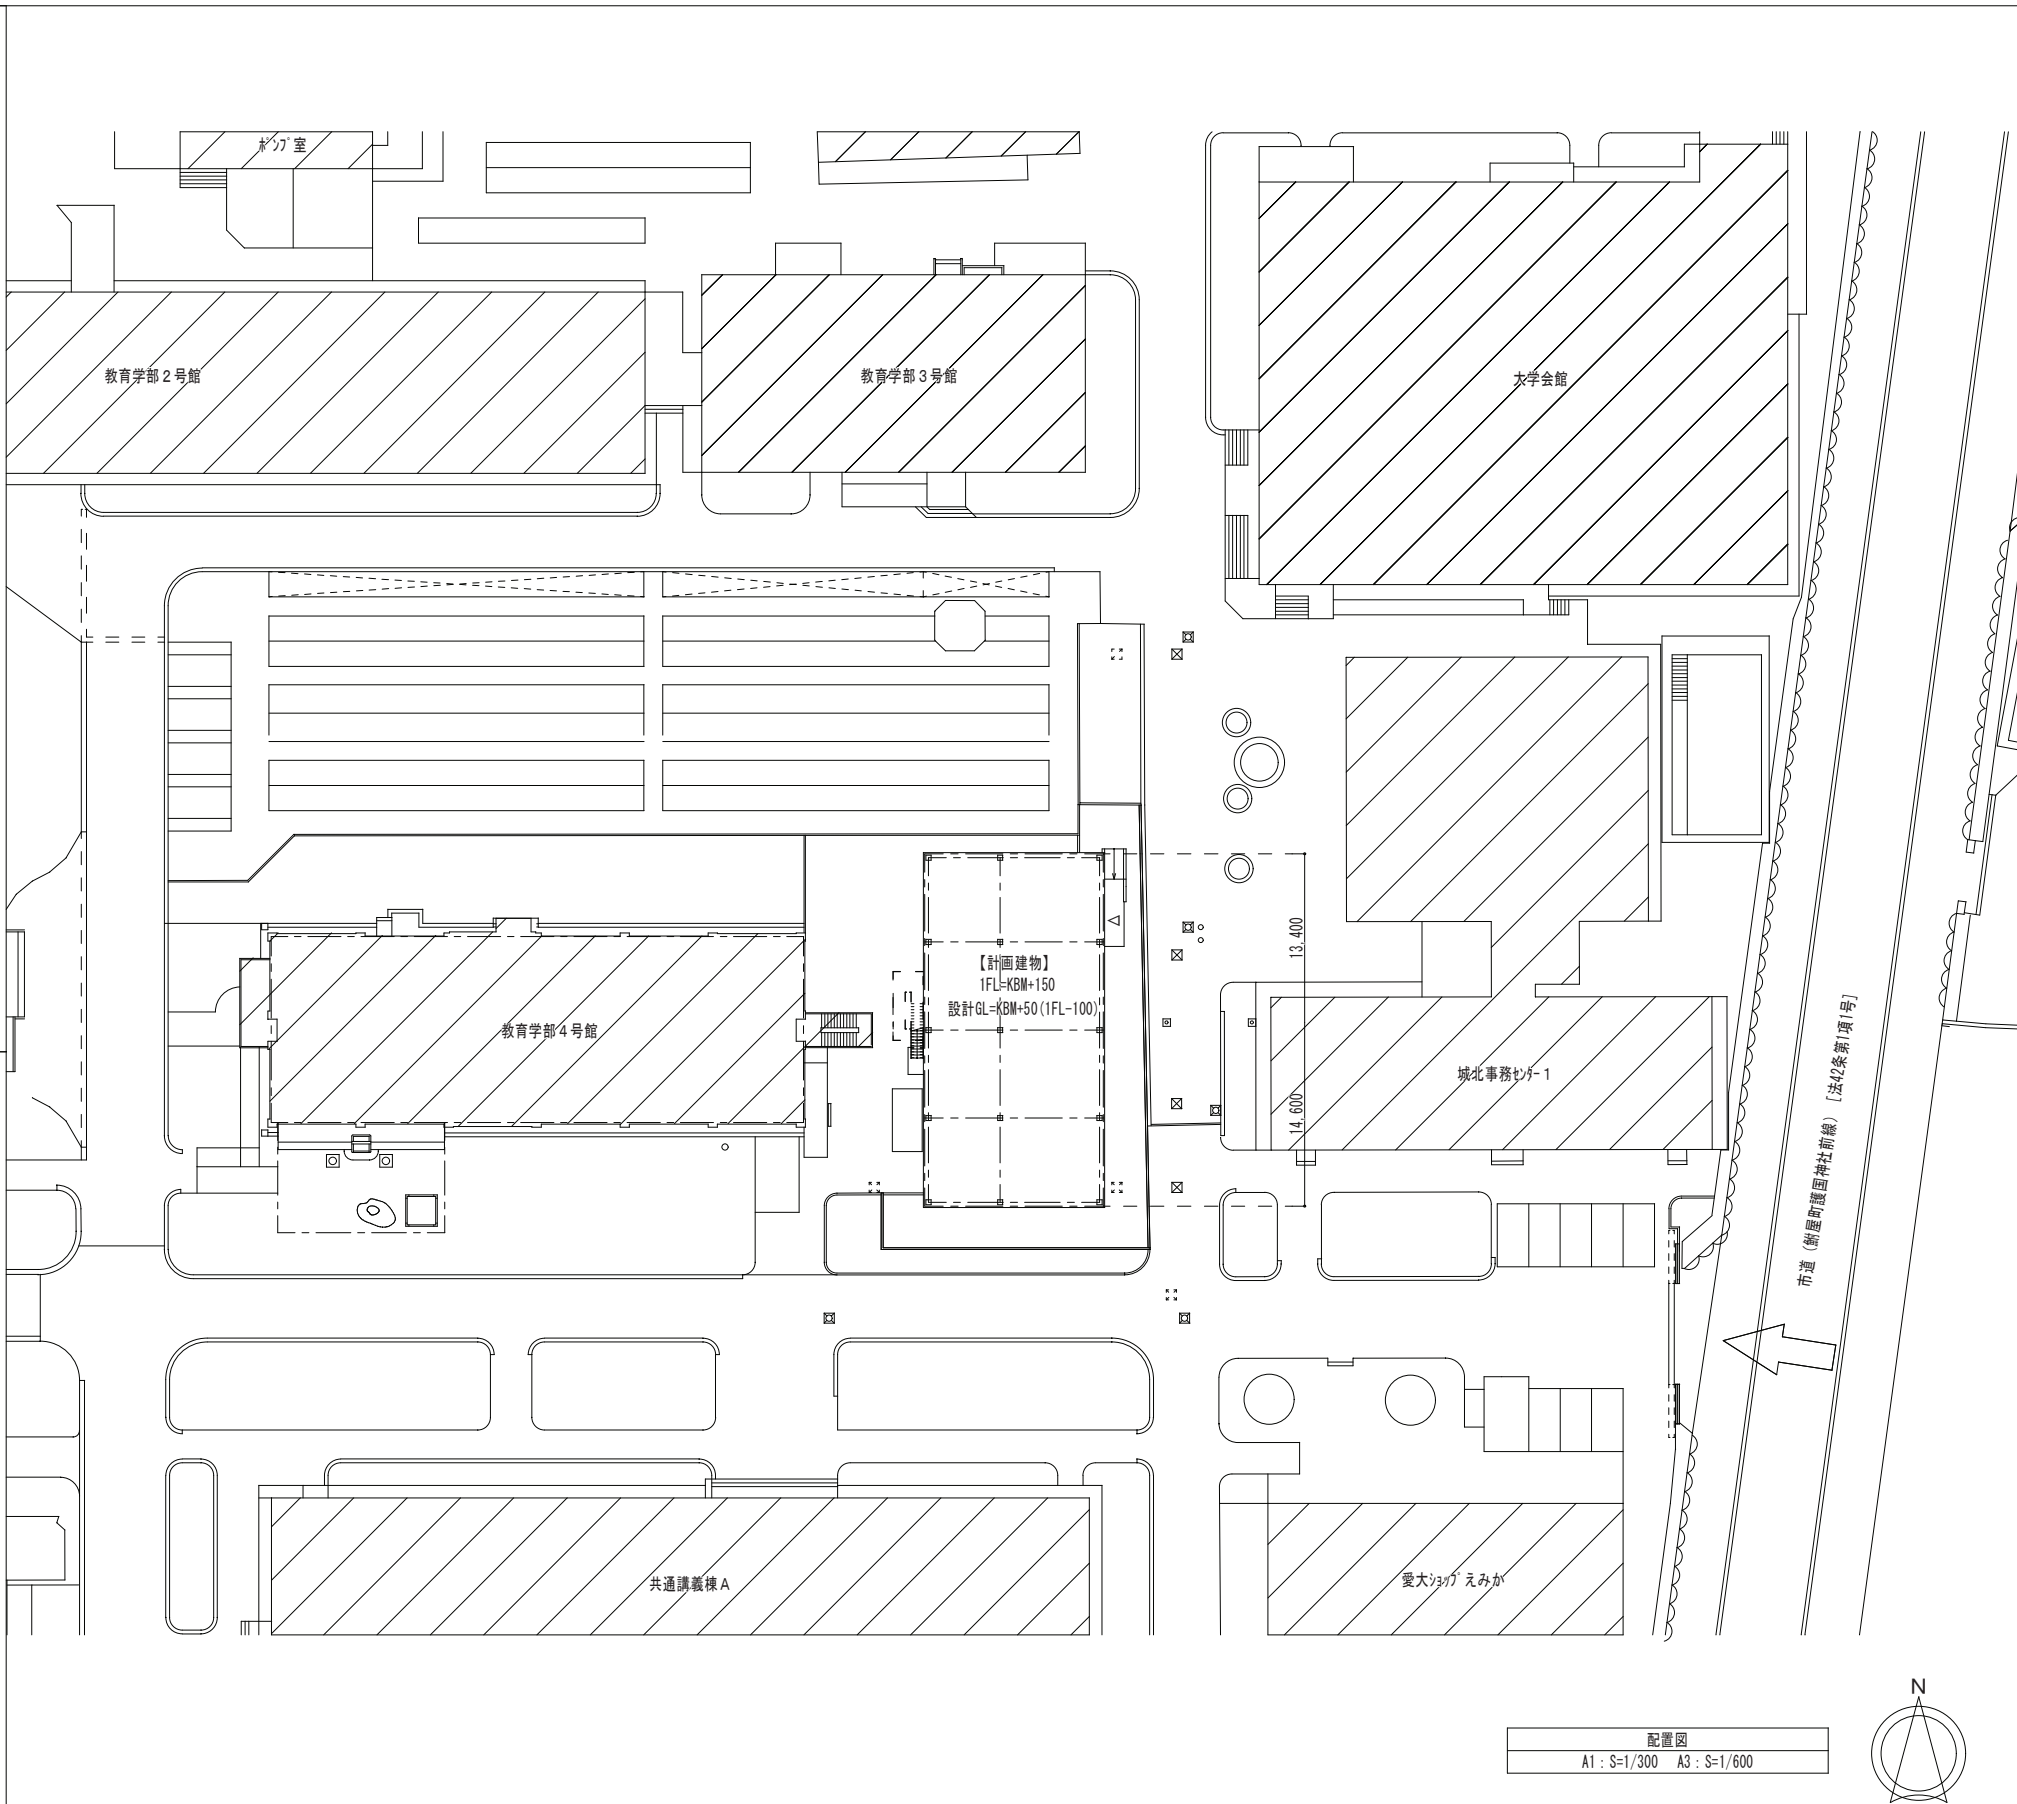 ポンプ室
教育学部２号館
教育学部３号館
大学会館
【計画建物】
1FL=KBM+150
設計GL=KBM+50(1FL-100)
13,400
14,600
教育学部４号館
城北事務センター１
市道（鮒屋町護国神社前線）［法42条第1項1号］
共通講義棟Ａ
愛大ショップえみか
N
配置図
A1：S=1/300　A3：S=1/600